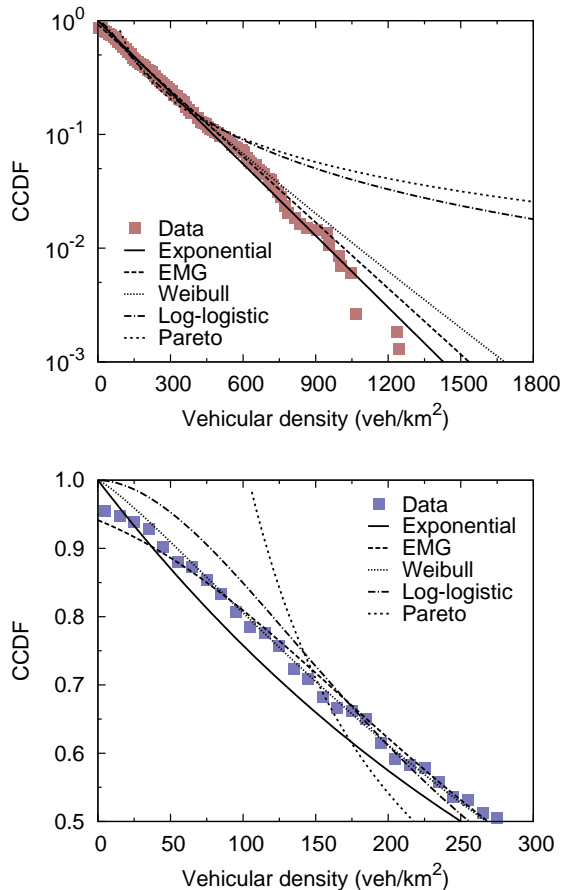 10^0
10^-1
10^-2
10^-3
CCDF
Data
Exponential
EMG
Weibull
Log-logistic
Pareto
0 300 600 900 1200 1500 1800
Vehicular density (veh/km^2)
1.0
0.9
0.8
0.7
0.6
0.5
CCDF
Data
Exponential
EMG
Weibull
Log-logistic
Pareto
0 50 100 150 200 250 300
Vehicular density (veh/km^2)